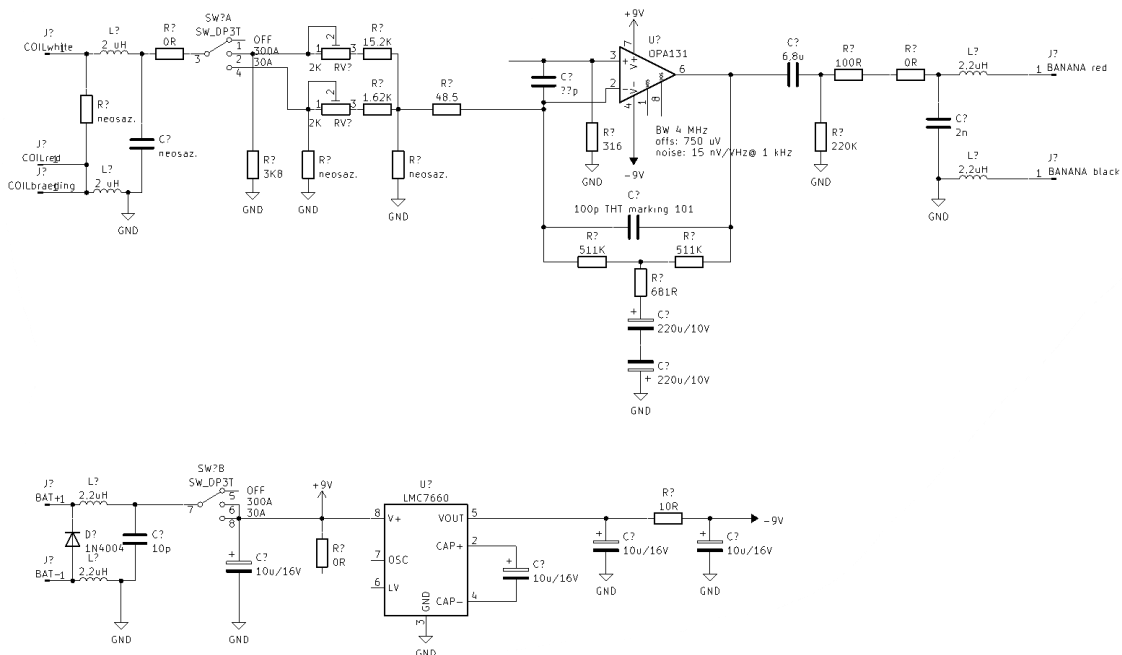 J?
COILwhite
1
L?
2 uH
R?
0R
SW?A
SW_DP3T
3
OFF
1
300A
2
30A
4
1
2
3
2K
RV?
R?
15.2K
1
2
3
2K
RV?
R?
1.62K
R?
48.5
R?
neosaz.
C?
neosaz.
J?
COILred
1
J?
COILbraeding
1
L?
2 uH
GND
R?
3K8
GND
R?
neosaz.
GND
R?
neosaz.
GND
+9V
7
U?
OPA131
3
+
V+
2
-
V-
6
4
1
8
C?
??p
R?
316
GND
-9V
BW 4 MHz
offs: 750 uV
noise: 15 nV/VHz@ 1 kHz
C?
6,8u
R?
100R
R?
0R
R?
220K
GND
L?
2,2uH
J?
1 BANANA red
C?
2n
L?
2,2uH
J?
1 BANANA black
GND
C?
100p THT marking 101
R?
511K
R?
511K
R?
681R
+
C?
220u/10V
C?
+
220u/10V
GND
J?
BAT+1
L?
2,2uH
D?
1N4004
C?
10p
J?
BAT-1
L?
2,2uH
GND
SW?B
SW_DP3T
7
OFF
5
300A
6
30A
8
+
C?
10u/16V
GND
+9V
R?
0R
U?
LMC7660
8
V+
VOUT
5
7
OSC
CAP+
2
6
LV
CAP-
4
GND
3
GND
+
C?
10u/16V
+
C?
10u/16V
GND
R?
10R
+
C?
10u/16V
GND
-9V